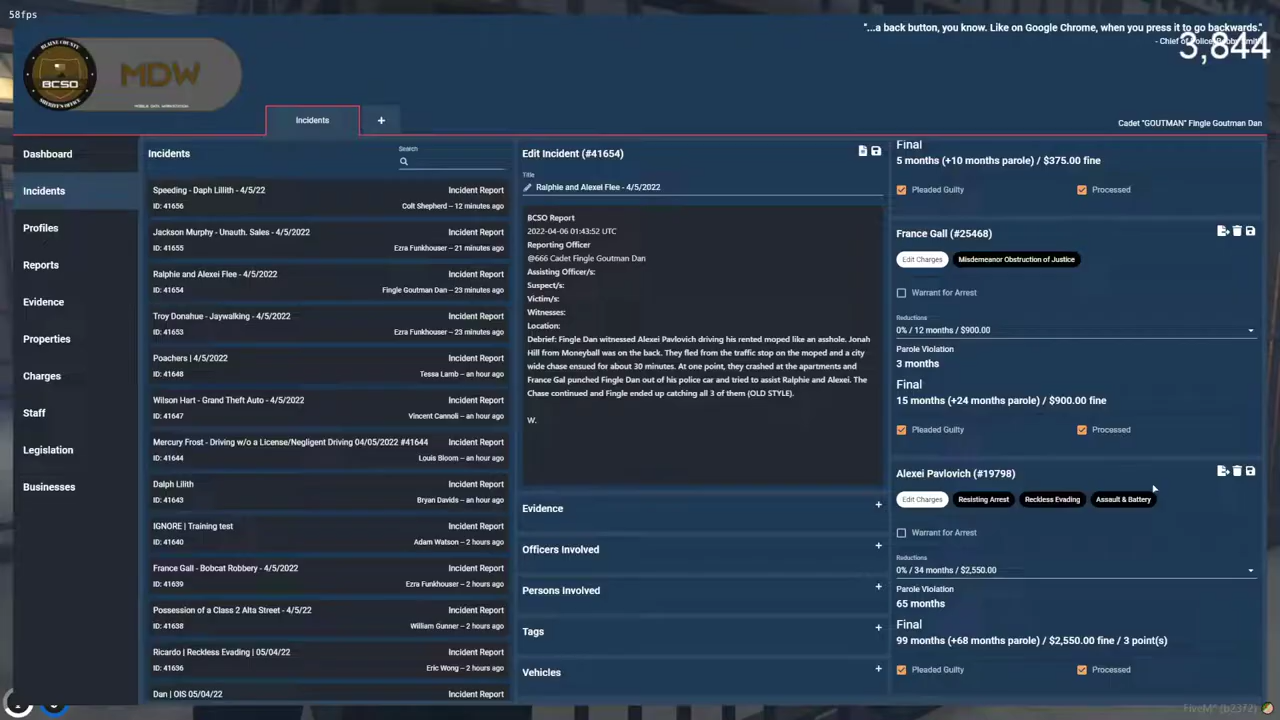 58fps
"...a back button, you know. Like on Google Chrome, when you press it to go backwards."
- Chief of Police Bobby Smith
3,844
BLAINE COUNTY
BCSO
SHERIFF'S OFFICE
MDW
MOBILE DATA WORKSTATION
Incidents
+
Cadet "GOUTMAN" Fingle Goutman Dan
Dashboard
Incidents
Profiles
Reports
Evidence
Properties
Charges
Staff
Legislation
Businesses
Incidents
Search
Speeding - Daph Lillith - 4/5/22
Incident Report
ID: 41656
Colt Shepherd – 12 minutes ago
Jackson Murphy - Unauth. Sales - 4/5/2022
Incident Report
ID: 41655
Ezra Funkhouser – 21 minutes ago
Ralphie and Alexei Flee - 4/5/2022
Incident Report
ID: 41654
Fingle Goutman Dan – 23 minutes ago
Troy Donahue - Jaywalking - 4/5/2022
Incident Report
ID: 41653
Ezra Funkhouser – 23 minutes ago
Poachers | 4/5/2022
Incident Report
ID: 41648
Tessa Lamb – an hour ago
Wilson Hart - Grand Theft Auto - 4/5/2022
Incident Report
ID: 41647
Vincent Cannoli – an hour ago
Mercury Frost - Driving w/o a License/Negligent Driving 04/05/2022 #41644
Incident Report
ID: 41644
Louis Bloom – an hour ago
Dalph Lilith
Incident Report
ID: 41643
Bryan Davids – an hour ago
IGNORE | Training test
Incident Report
ID: 41640
Adam Watson – 2 hours ago
France Gall - Bobcat Robbery - 4/5/2022
Incident Report
ID: 41639
Ezra Funkhouser – 2 hours ago
Possession of a Class 2 Alta Street - 4/5/22
Incident Report
ID: 41638
William Gunner – 2 hours ago
Ricardo | Reckless Evading | 05/04/22
Incident Report
ID: 41636
Eric Wong – 2 hours ago
Dan | OIS 05/04/22
Incident Report
Edit Incident (#41654)
Title
Ralphie and Alexei Flee - 4/5/2022
BCSO Report
2022-04-06 01:43:52 UTC
Reporting Officer
@666 Cadet Fingle Goutman Dan
Assisting Officer/s:
Suspect/s:
Victim/s:
Witnesses:
Location:
Debrief: Fingle Dan witnessed Alexei Pavlovich driving his rented moped like an asshole. Jonah
Hill from Moneyball was on the back. They fled from the traffic stop on the moped and a city
wide chase ensued for about 30 minutes. At one point, they crashed at the apartments and
France Gal punched Fingle Dan out of his police car and tried to assist Ralphie and Alexei. The
Chase continued and Fingle ended up catching all 3 of them (OLD STYLE).
W.
Evidence
+
Officers Involved
+
Persons Involved
+
Tags
+
Vehicles
+
Final
5 months (+10 months parole) / $375.00 fine
Pleaded Guilty
Processed
France Gall (#25468)
Edit Charges
Misdemeanor Obstruction of Justice
Warrant for Arrest
Reductions
0% / 12 months / $900.00
Parole Violation
3 months
Final
15 months (+24 months parole) / $900.00 fine
Pleaded Guilty
Processed
Alexei Pavlovich (#19798)
Edit Charges
Resisting Arrest
Reckless Evading
Assault & Battery
Warrant for Arrest
Reductions
0% / 34 months / $2,550.00
Parole Violation
65 months
Final
99 months (+68 months parole) / $2,550.00 fine / 3 point(s)
Pleaded Guilty
Processed
FiveM* (b2372)